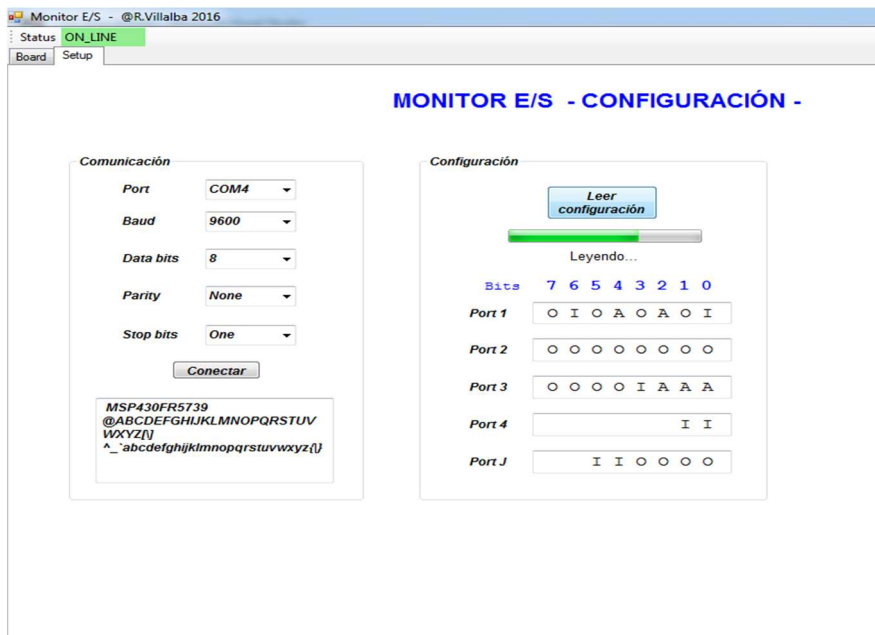 Monitor E/S - @R.Villalba 2016
Status ON_LINE
Board Setup
MONITOR E/S - CONFIGURACIÓN -
Comunicación
Port COM4
Baud 9600
Data bits 8
Parity None
Stop bits One
Conectar
MSP430FR5739
@ABCDEFGHIJKLMNOPQRSTUV
WXYZ[\]
^_`abcdefghijklmnopqrstuvwxyz{|}
Configuración
Leer
configuración
Leyendo...
Bits 7 6 5 4 3 2 1 0
Port 1 O I O A O A O I
Port 2 O O O O O O O O
Port 3 O O O O I A A A
Port 4 I I
Port J I I O O O O